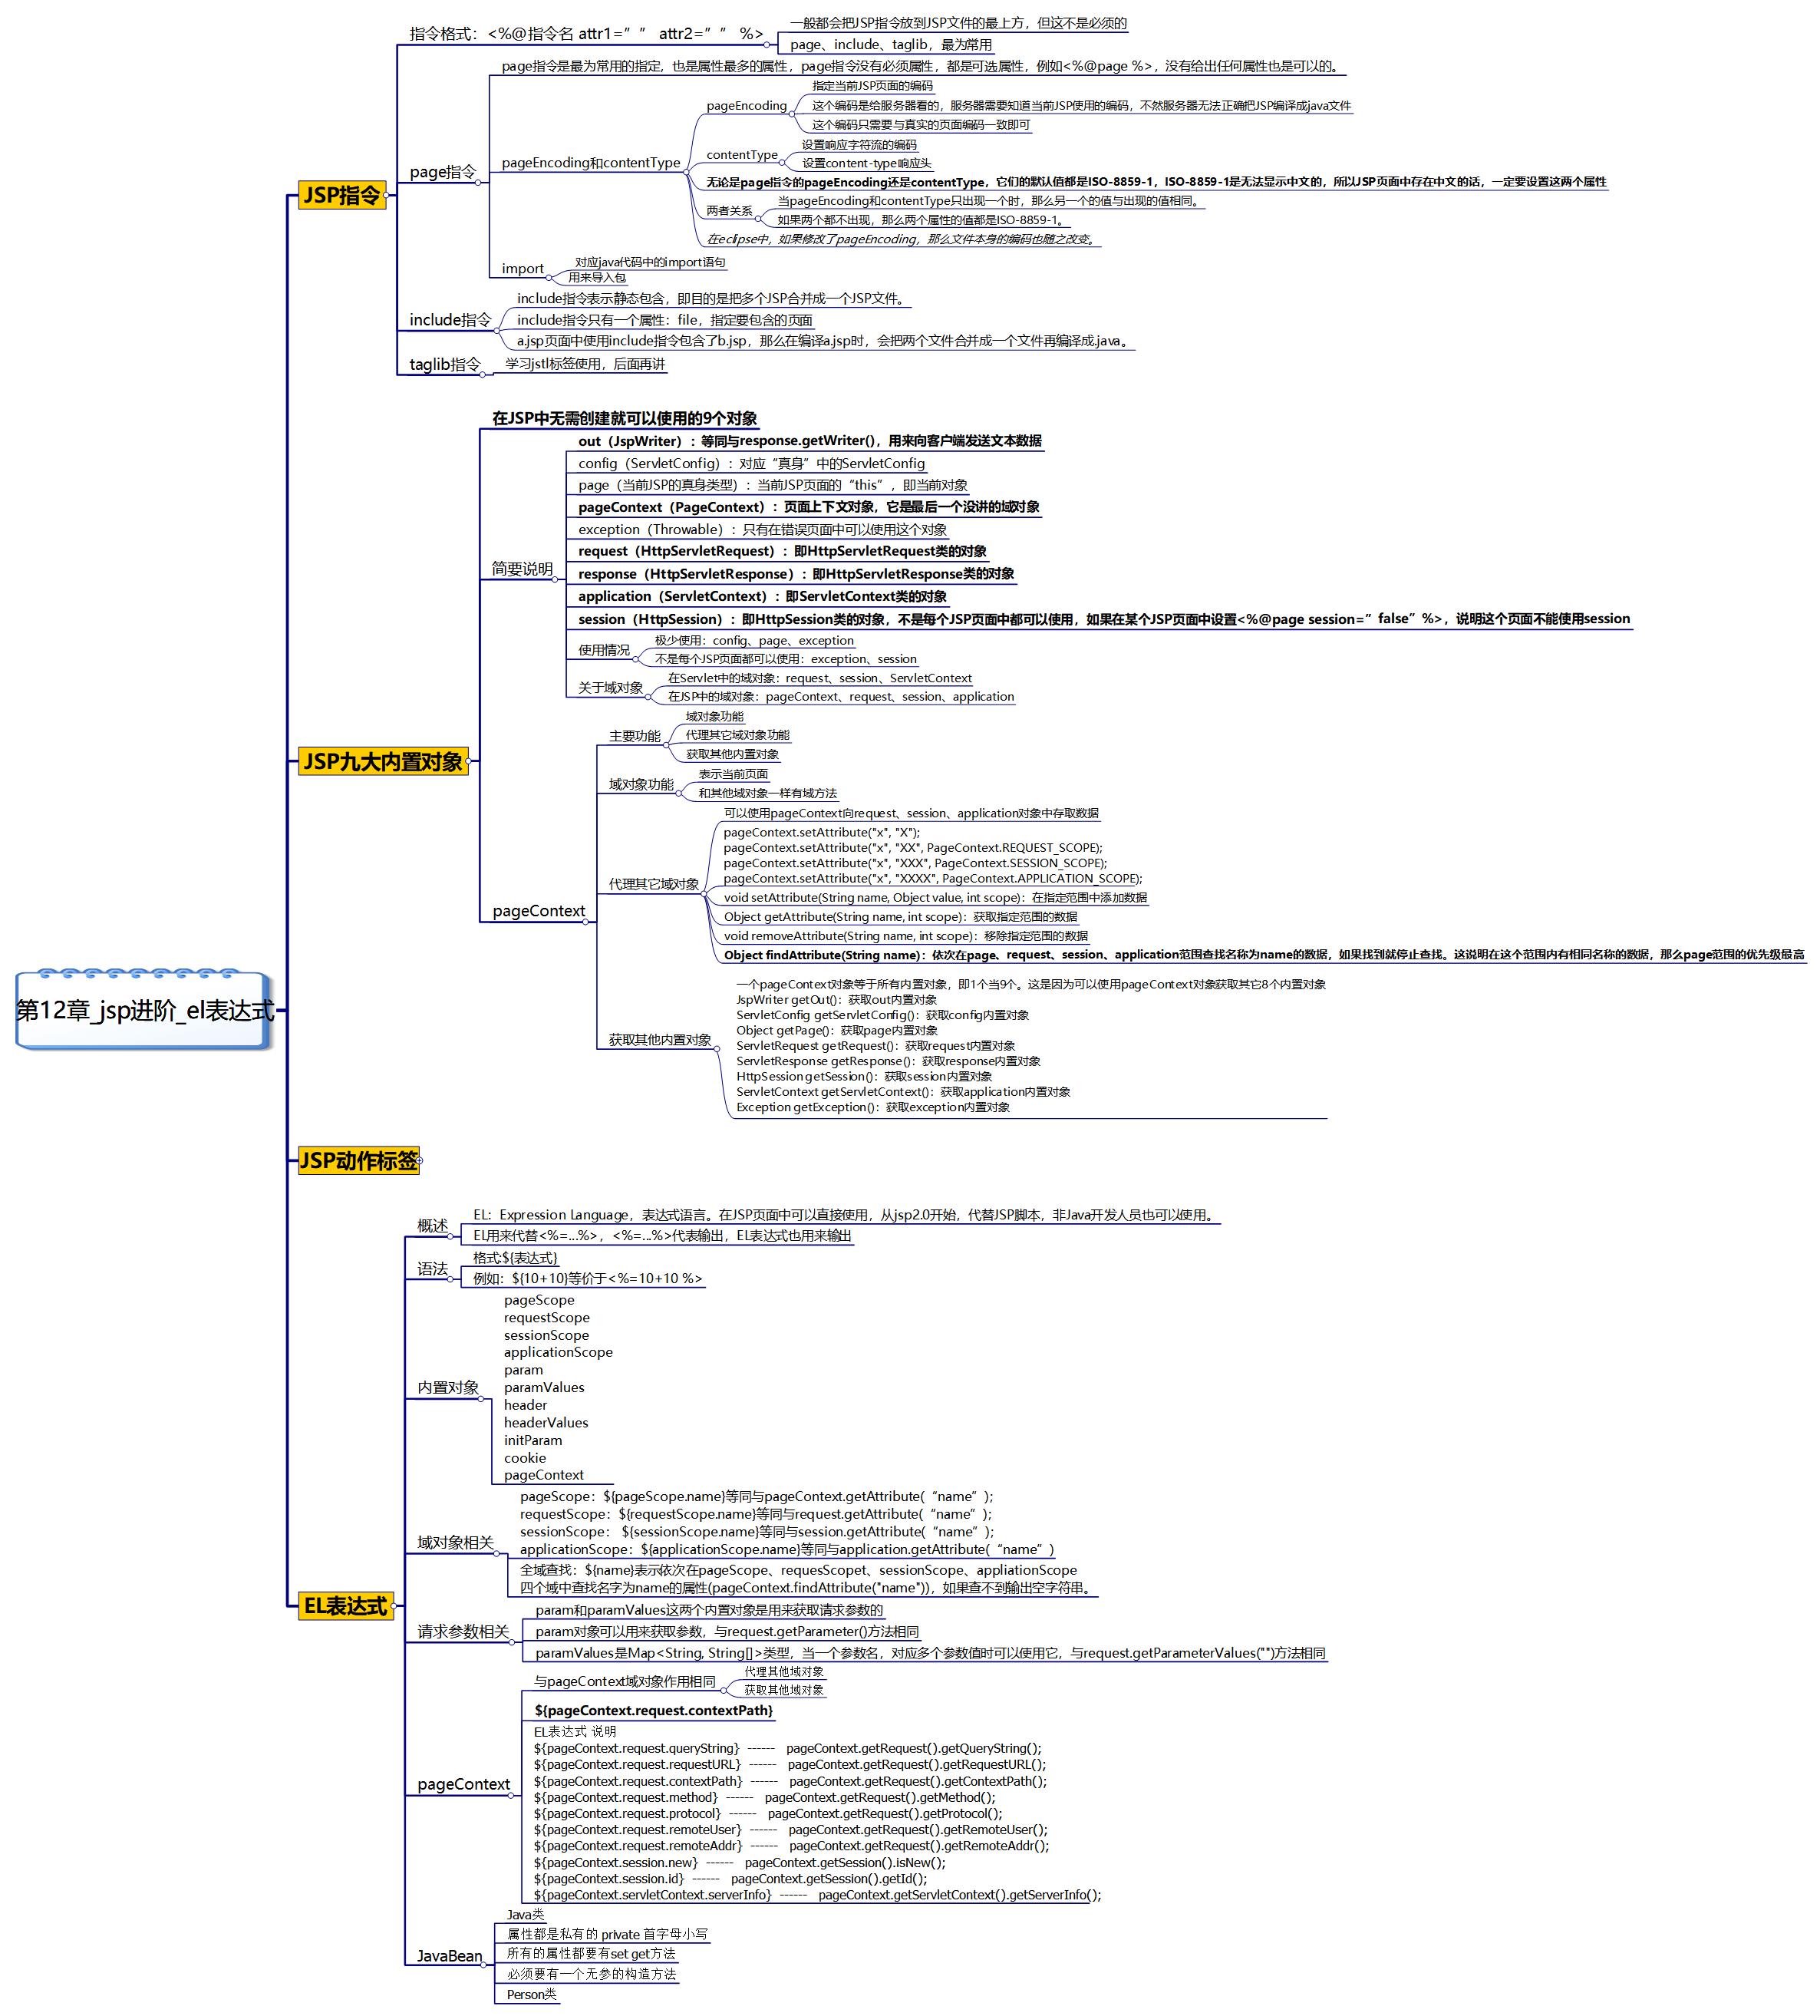 第12章_jsp进阶_el表达式
JSP指令
指令格式：<%@指令名 attr1=”” attr2=”” %>
一般都会把JSP指令放到JSP文件的最上方，但这不是必须的
page、include、taglib，最为常用
page指令
page指令是最为常用的指定，也是属性最多的属性，page指令没有必须属性，都是可选属性，例如<%@page %>，没有给出任何属性也是可以的。
pageEncoding和contentType
pageEncoding
指定当前JSP页面的编码
这个编码是给服务器看的，服务器需要知道当前JSP使用的编码，不然服务器无法正确把JSP编译成java文件
这个编码只需要与真实的页面编码一致即可
contentType
设置响应字符流的编码
设置content-type响应头
无论是page指令的pageEncoding还是contentType，它们的默认值都是ISO-8859-1，ISO-8859-1是无法显示中文的，所以JSP页面中存在中文的话，一定要设置这两个属性
两者关系
当pageEncoding和contentType只出现一个时，那么另一个的值与出现的值相同。
如果两个都不出现，那么两个属性的值都是ISO-8859-1。
在eclipse中，如果修改了pageEncoding，那么文件本身的编码也随之改变。
import
对应java代码中的import语句
用来导入包
include指令
include指令表示静态包含，即目的是把多个JSP合并成一个JSP文件。
include指令只有一个属性：file，指定要包含的页面
a.jsp页面中使用include指令包含了b.jsp，那么在编译a.jsp时，会把两个文件合并成一个文件再编译成.java。
taglib指令
学习jstl标签使用，后面再讲
JSP九大内置对象
在JSP中无需创建就可以使用的9个对象
简要说明
out（JspWriter）：等同与response.getWriter()，用来向客户端发送文本数据
config（ServletConfig）：对应“真身”中的ServletConfig
page（当前JSP的真身类型）：当前JSP页面的“this”，即当前对象
pageContext（PageContext）：页面上下文对象，它是最后一个没讲的域对象
exception（Throwable）：只有在错误页面中可以使用这个对象
request（HttpServletRequest）：即HttpServletRequest类的对象
response（HttpServletResponse）：即HttpServletResponse类的对象
application（ServletContext）：即ServletContext类的对象
session（HttpSession）：即HttpSession类的对象，不是每个JSP页面中都可以使用，如果在某个JSP页面中设置<%@page session=”false”%>，说明这个页面不能使用session
使用情况
极少使用：config、page、exception
不是每个JSP页面都可以使用：exception、session
关于域对象
在Servlet中的域对象：request、session、ServletContext
在JSP中的域对象：pageContext、request、session、application
pageContext
主要功能
域对象功能
代理其它域对象功能
获取其他内置对象
域对象功能
表示当前页面
和其他域对象一样有域方法
代理其它域对象
可以使用pageContext向request、session、application对象中存取数据
pageContext.setAttribute("x", "X");
pageContext.setAttribute("x", "XX", PageContext.REQUEST_SCOPE);
pageContext.setAttribute("x", "XXX", PageContext.SESSION_SCOPE);
pageContext.setAttribute("x", "XXXX", PageContext.APPLICATION_SCOPE);
void setAttribute(String name, Object value, int scope)：在指定范围中添加数据
Object getAttribute(String name, int scope)：获取指定范围的数据
void removeAttribute(String name, int scope)：移除指定范围的数据
Object findAttribute(String name)：依次在page、request、session、application范围查找名称为name的数据，如果找到就停止查找。这说明在这个范围内有相同名称的数据，那么page范围的优先级最高
获取其他内置对象
一个pageContext对象等于所有内置对象，即1个当9个。这是因为可以使用pageContext对象获取其它8个内置对象
JspWriter getOut()：获取out内置对象
ServletConfig getServletConfig()：获取config内置对象
Object getPage()：获取page内置对象
ServletRequest getRequest()：获取request内置对象
ServletResponse getResponse()：获取response内置对象
HttpSession getSession()：获取session内置对象
ServletContext getServletContext()：获取application内置对象
Exception getException()：获取exception内置对象
JSP动作标签
EL表达式
概述
EL：Expression Language，表达式语言。在JSP页面中可以直接使用，从jsp2.0开始，代替JSP脚本，非Java开发人员也可以使用。
EL用来代替<%=...%>，<%=...%>代表输出，EL表达式也用来输出
语法
格式:${表达式}
例如：${10+10}等价于<%=10+10 %>
内置对象
pageScope
requestScope
sessionScope
applicationScope
param
paramValues
header
headerValues
initParam
cookie
pageContext
域对象相关
pageScope：${pageScope.name}等同与pageContext.getAttribute(“name”);
requestScope：${requestScope.name}等同与request.getAttribute(“name”);
sessionScope： ${sessionScope.name}等同与session.getAttribute(“name”);
applicationScope：${applicationScope.name}等同与application.getAttribute(“name”)
全域查找：${name}表示依次在pageScope、requesScopet、sessionScope、appliationScope
四个域中查找名字为name的属性(pageContext.findAttribute("name"))，如果查不到输出空字符串。
请求参数相关
param和paramValues这两个内置对象是用来获取请求参数的
param对象可以用来获取参数，与request.getParameter()方法相同
paramValues是Map<String, String[]>类型，当一个参数名，对应多个参数值时可以使用它，与request.getParameterValues("")方法相同
pageContext
与pageContext域对象作用相同
代理其他域对象
获取其他域对象
${pageContext.request.contextPath}
EL表达式 说明
${pageContext.request.queryString} ------ pageContext.getRequest().getQueryString();
${pageContext.request.requestURL} ------ pageContext.getRequest().getRequestURL();
${pageContext.request.contextPath} ------ pageContext.getRequest().getContextPath();
${pageContext.request.method} ------ pageContext.getRequest().getMethod();
${pageContext.request.protocol} ------ pageContext.getRequest().getProtocol();
${pageContext.request.remoteUser} ------ pageContext.getRequest().getRemoteUser();
${pageContext.request.remoteAddr} ------ pageContext.getRequest().getRemoteAddr();
${pageContext.session.new} ------ pageContext.getSession().isNew();
${pageContext.session.id} ------ pageContext.getSession().getId();
${pageContext.servletContext.serverInfo} ------ pageContext.getServletContext().getServerInfo();
JavaBean
Java类
属性都是私有的 private 首字母小写
所有的属性都要有set get方法
必须要有一个无参的构造方法
Person类